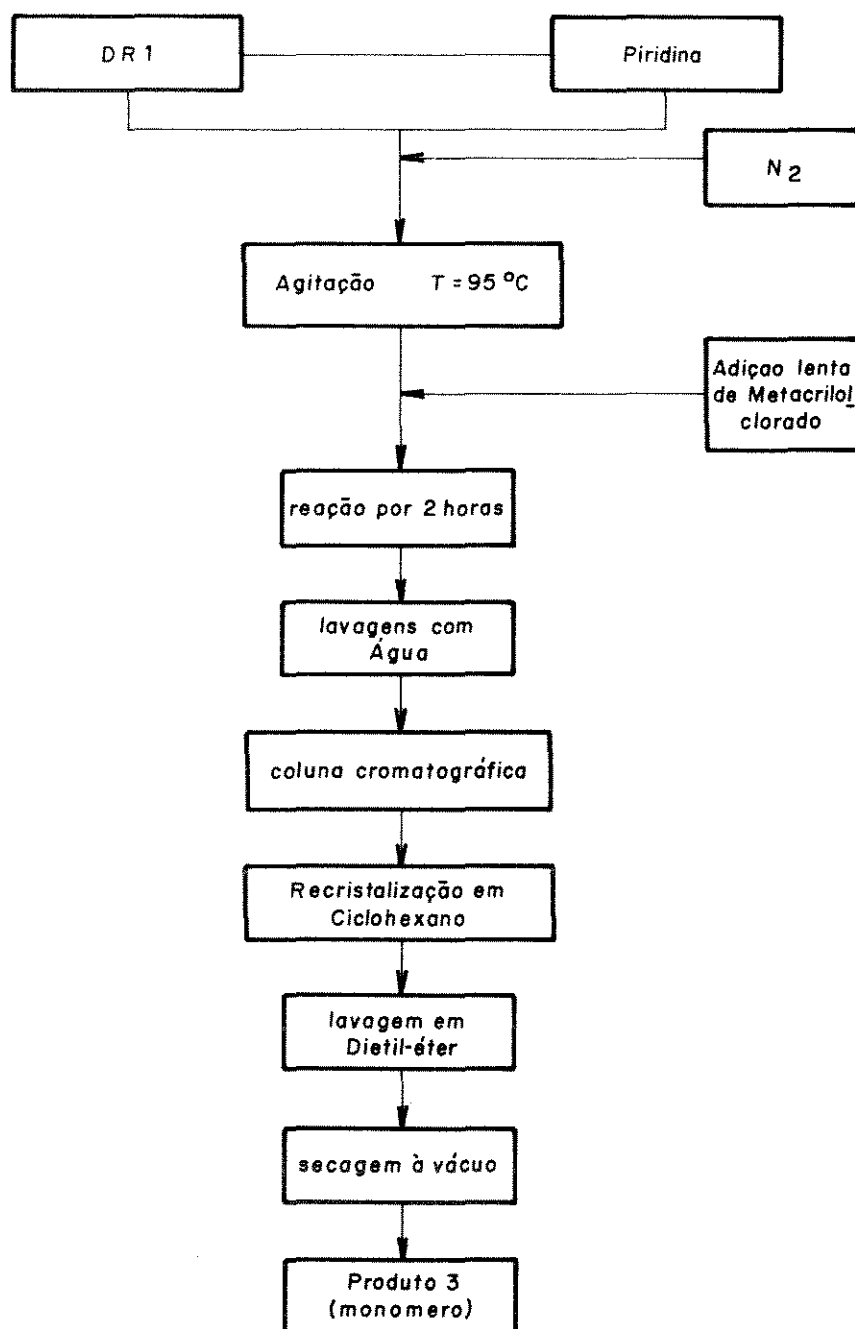 DR1
Piridina
N2
Agitação T = 95 °C
Adiçao lenta
de Metacrilol
clorado
reação por 2 horas
lavagens com
Água
coluna cromatográfica
Recristalização em
Ciclohexano
lavagem em
Dietil-éter
secagem à vácuo
Produto 3
(monomero)